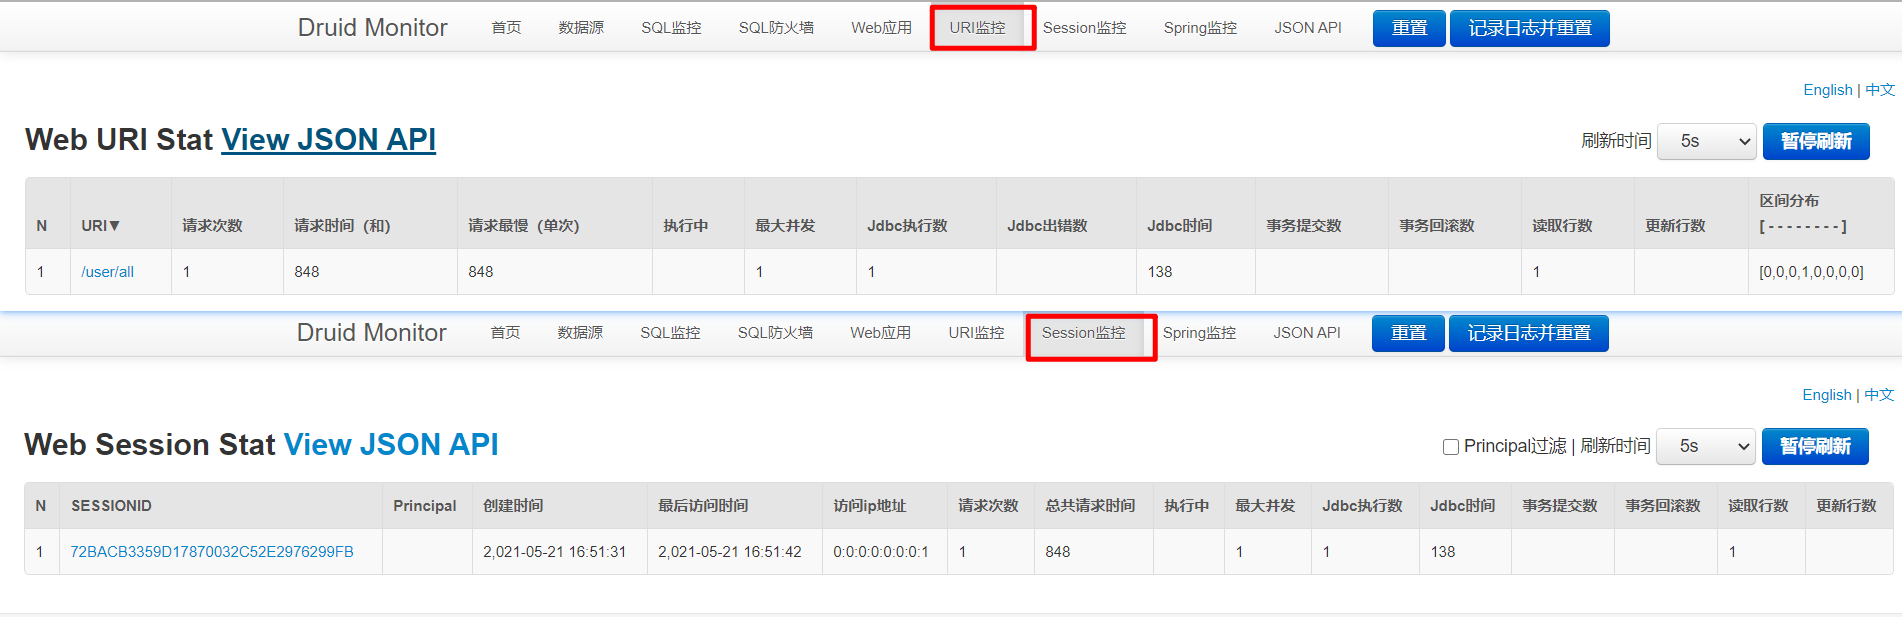 Druid Monitor 首页 数据源 SQL监控 SQL防火墙 Web应用 URI监控 Session监控 Spring监控 JSON API 重置 记录日志并重置
English | 中文
Web URI Stat View JSON API 刷新时间 5s 暂停刷新
N URI▼ 请求次数 请求时间（和） 请求最慢（单次） 执行中 最大并发 Jdbc执行数 Jdbc出错数 Jdbc时间 事务提交数 事务回滚数 读取行数 更新行数 区间分布
[ - - - - - - - - ]
1 /user/all 1 848 848 1 1 138 1 [0,0,0,1,0,0,0,0]
Druid Monitor 首页 数据源 SQL监控 SQL防火墙 Web应用 URI监控 Session监控 Spring监控 JSON API 重置 记录日志并重置
English | 中文
Web Session Stat View JSON API Principal过滤 | 刷新时间 5s 暂停刷新
N SESSIONID Principal 创建时间 最后访问时间 访问ip地址 请求次数 总共请求时间 执行中 最大并发 Jdbc执行数 Jdbc时间 事务提交数 事务回滚数 读取行数 更新行数
1 72BACB3359D17870032C52E2976299FB 2,021-05-21 16:51:31 2,021-05-21 16:51:42 0:0:0:0:0:0:0:1 1 848 1 1 138 1